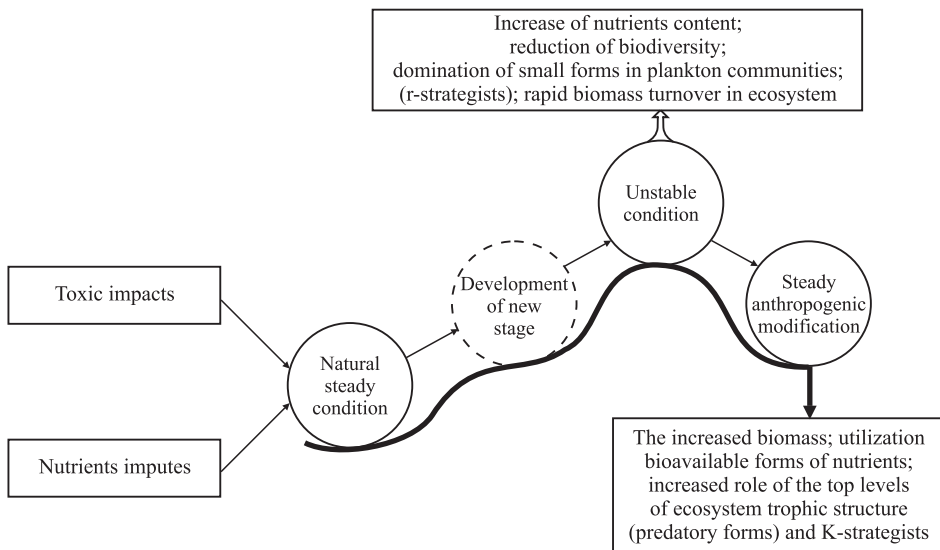 Increase of nutrients content;
reduction of biodiversity;
domination of small forms in plankton communities;
(r-strategists); rapid biomass turnover in ecosystem
Unstable
condition
Development
of new
stage
Steady
anthropogenic
modification
Toxic impacts
Natural
steady
condition
Nutrients imputes
The increased biomass; utilization
bioavailable forms of nutrients;
increased role of the top levels
of ecosystem trophic structure
(predatory forms) and K-strategists